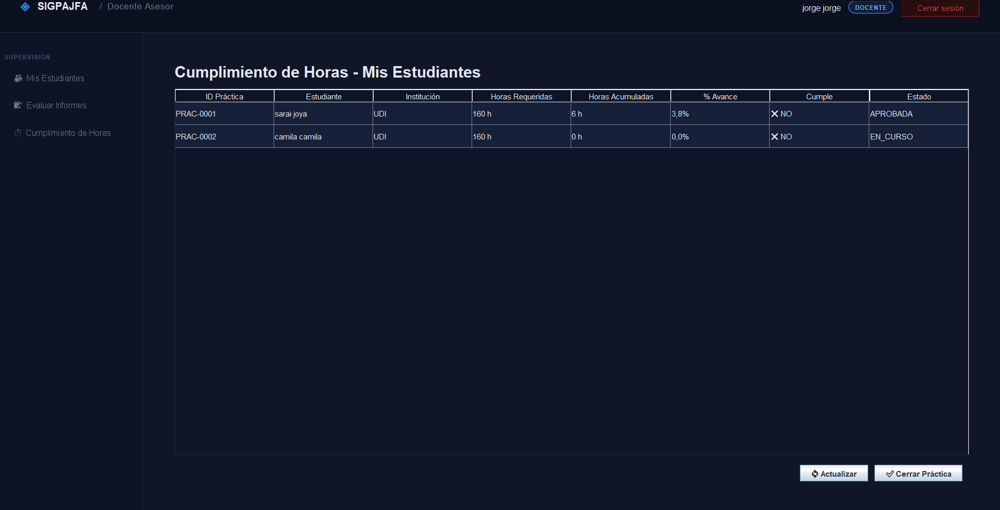 SIGPAJFA / Docente Asesor jorge jorge DOCENTE Cerrar sesión
SUPERVISIÓN
Mis Estudiantes
Evaluar Informes
Cumplimiento de Horas
Cumplimiento de Horas - Mis Estudiantes
ID Práctica Estudiante Institución Horas Requeridas Horas Acumuladas % Avance Cumple Estado
PRAC-0001 sarai joya UDI 160 h 6 h 3,8% ✕ NO APROBADA
PRAC-0002 camila camila UDI 160 h 0 h 0,0% ✕ NO EN_CURSO
Actualizar Cerrar Práctica